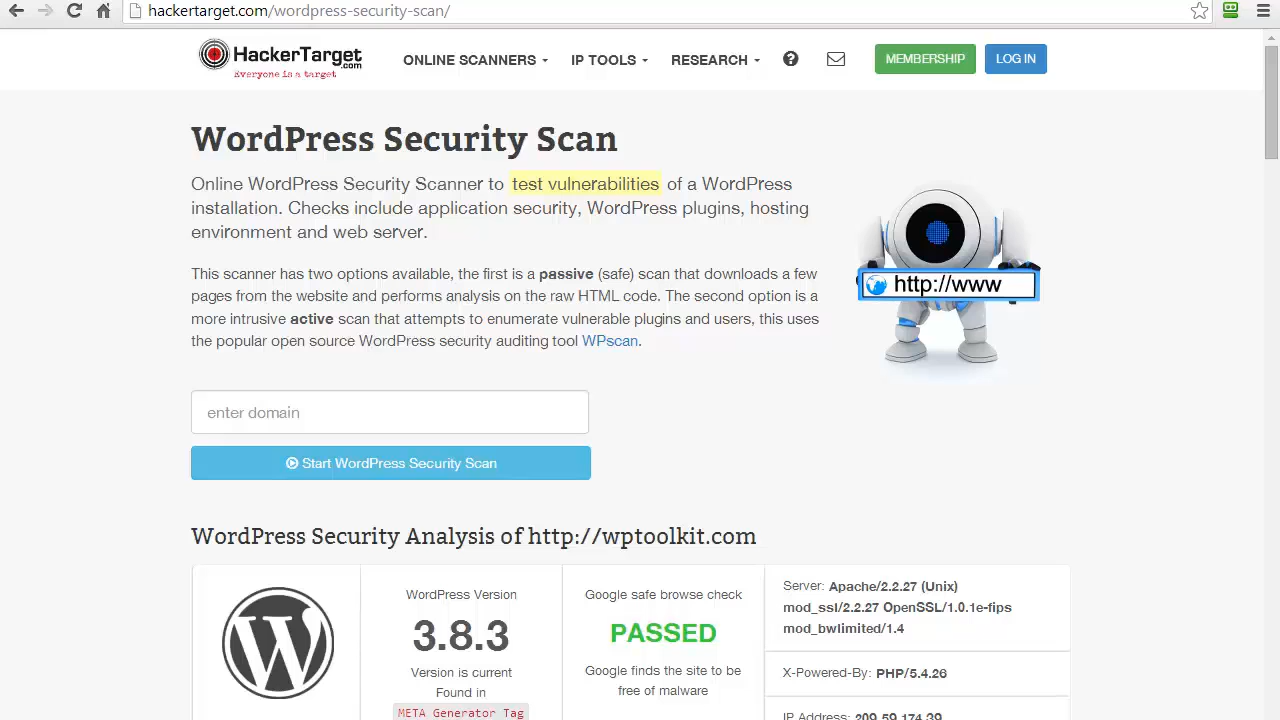 hackertarget.com/wordpress-security-scan/
HackerTarget.com
Everyone is a target
ONLINE SCANNERS
IP TOOLS
RESEARCH
MEMBERSHIP
LOG IN
WordPress Security Scan
Online WordPress Security Scanner to test vulnerabilities of a WordPress
installation. Checks include application security, WordPress plugins, hosting
environment and web server.
This scanner has two options available, the first is a passive (safe) scan that downloads a few
pages from the website and performs analysis on the raw HTML code. The second option is a
more intrusive active scan that attempts to enumerate vulnerable plugins and users, this uses
the popular open source WordPress security auditing tool WPscan.
http://www
enter domain
Start WordPress Security Scan
WordPress Security Analysis of http://wptoolkit.com
WordPress Version
3.8.3
Version is current
Found in
META Generator Tag
Google safe browse check
PASSED
Google finds the site to be
free of malware
Server: Apache/2.2.27 (Unix)
mod_ssl/2.2.27 OpenSSL/1.0.1e-fips
mod_bwlimited/1.4
X-Powered-By: PHP/5.4.26
IP Address: 209.59.174.39